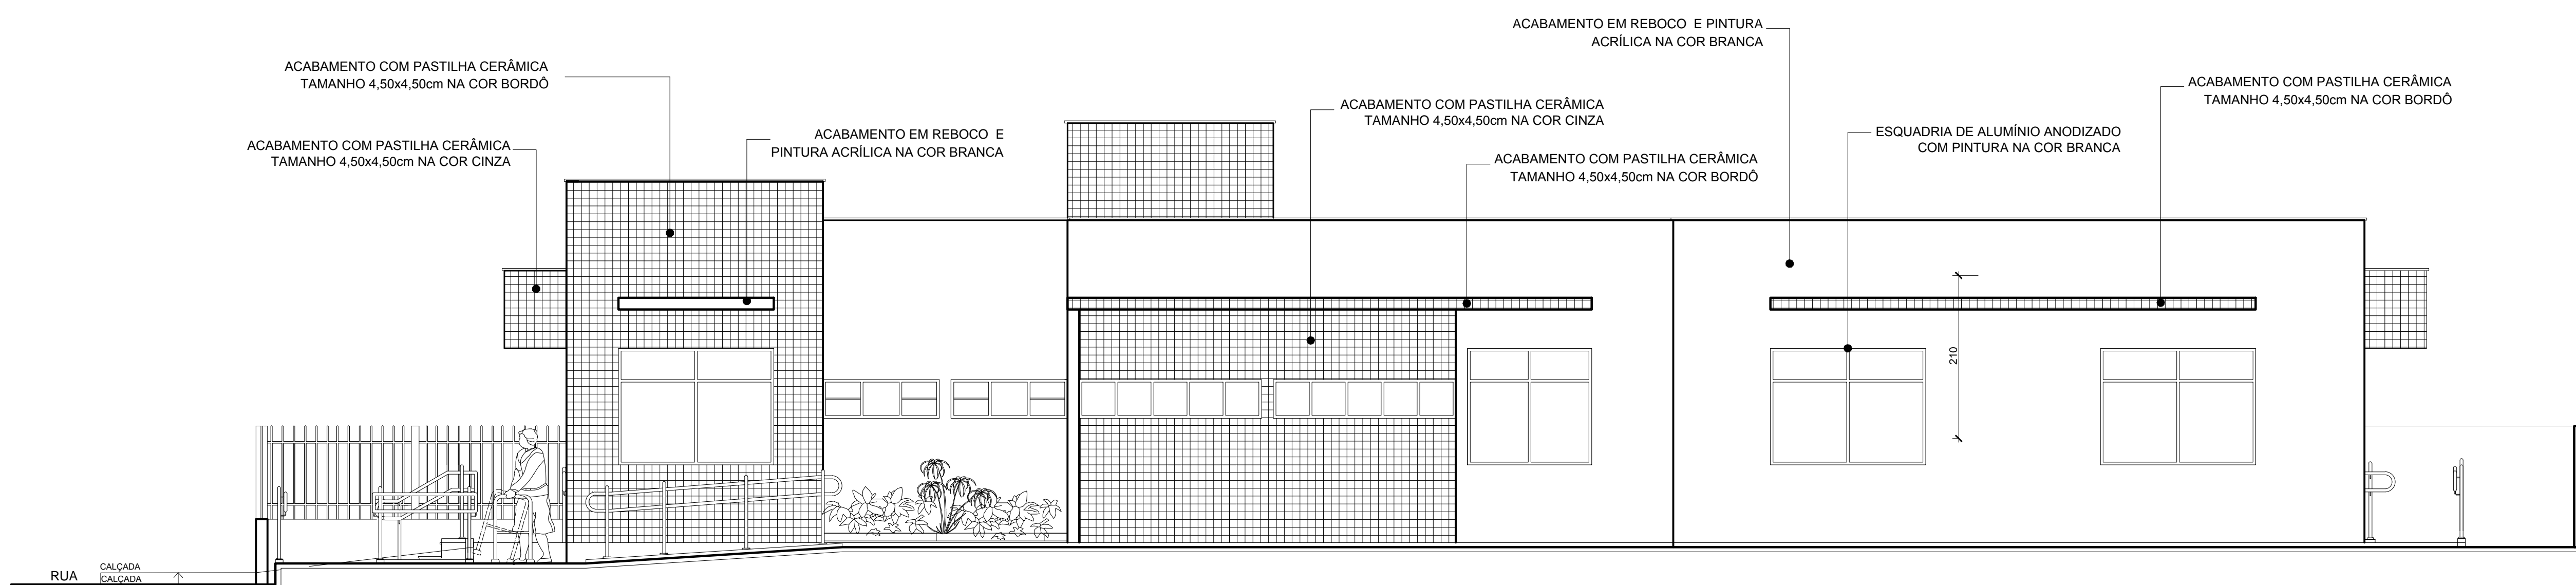 ACABAMENTO EM REBOCO  E PINTURA
ACRÍLICA NA COR BRANCA
ACABAMENTO COM PASTILHA CERÂMICA
TAMANHO 4,50x4,50cm NA COR BORDÔ
ACABAMENTO COM PASTILHA CERÂMICA
TAMANHO 4,50x4,50cm NA COR BORDÔ
ACABAMENTO COM PASTILHA CERÂMICA
TAMANHO 4,50x4,50cm NA COR CINZA
ESQUADRIA DE ALUMÍNIO ANODIZADO
COM PINTURA NA COR BRANCA
ACABAMENTO EM REBOCO  E
PINTURA ACRÍLICA NA COR BRANCA
ACABAMENTO COM PASTILHA CERÂMICA
TAMANHO 4,50x4,50cm NA COR CINZA
ACABAMENTO COM PASTILHA CERÂMICA
TAMANHO 4,50x4,50cm NA COR BORDÔ
210
CALÇADA
RUA
CALÇADA